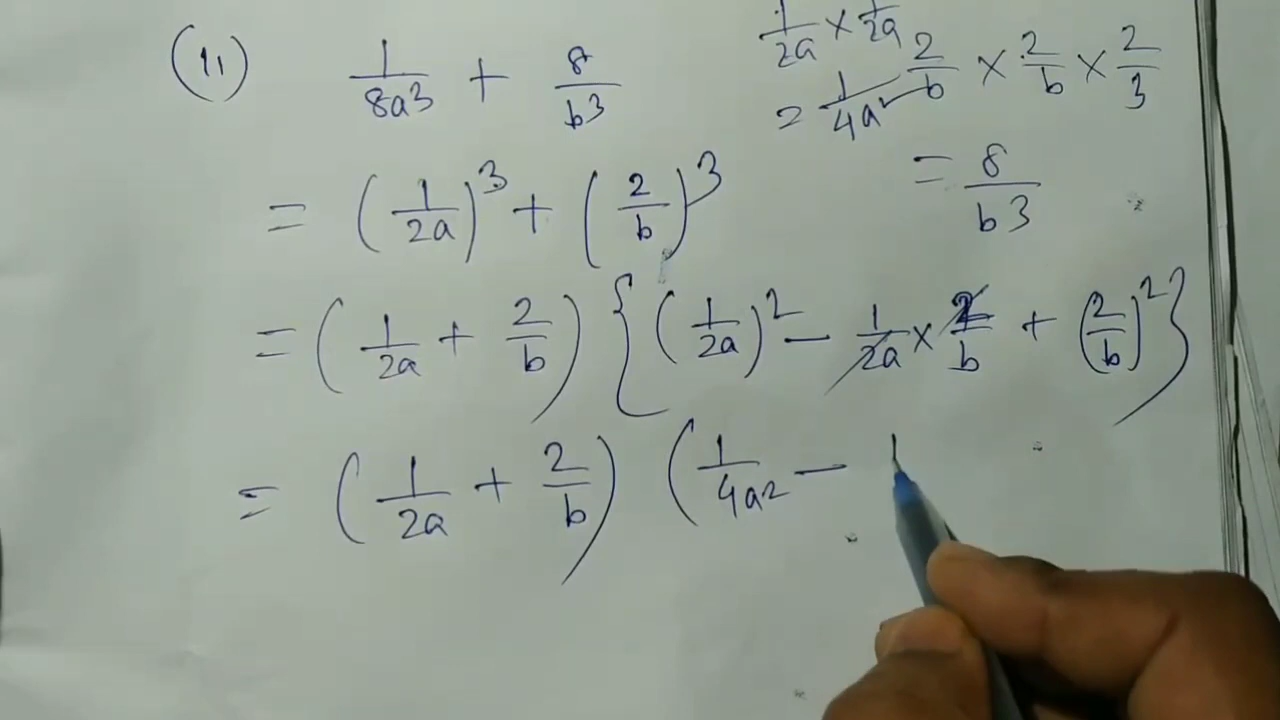 (11) 1/8a³ + 8/b³
1/2a × 1/2a
= 1/4a²
2/b × 2/b × 2/3
= 8/b3
= (1/2a)³ + (2/b)³
= (1/2a + 2/b) {(1/2a)² - 1/2a × 2/b + (2/b)²}
= (1/2a + 2/b) (1/4a² - 1